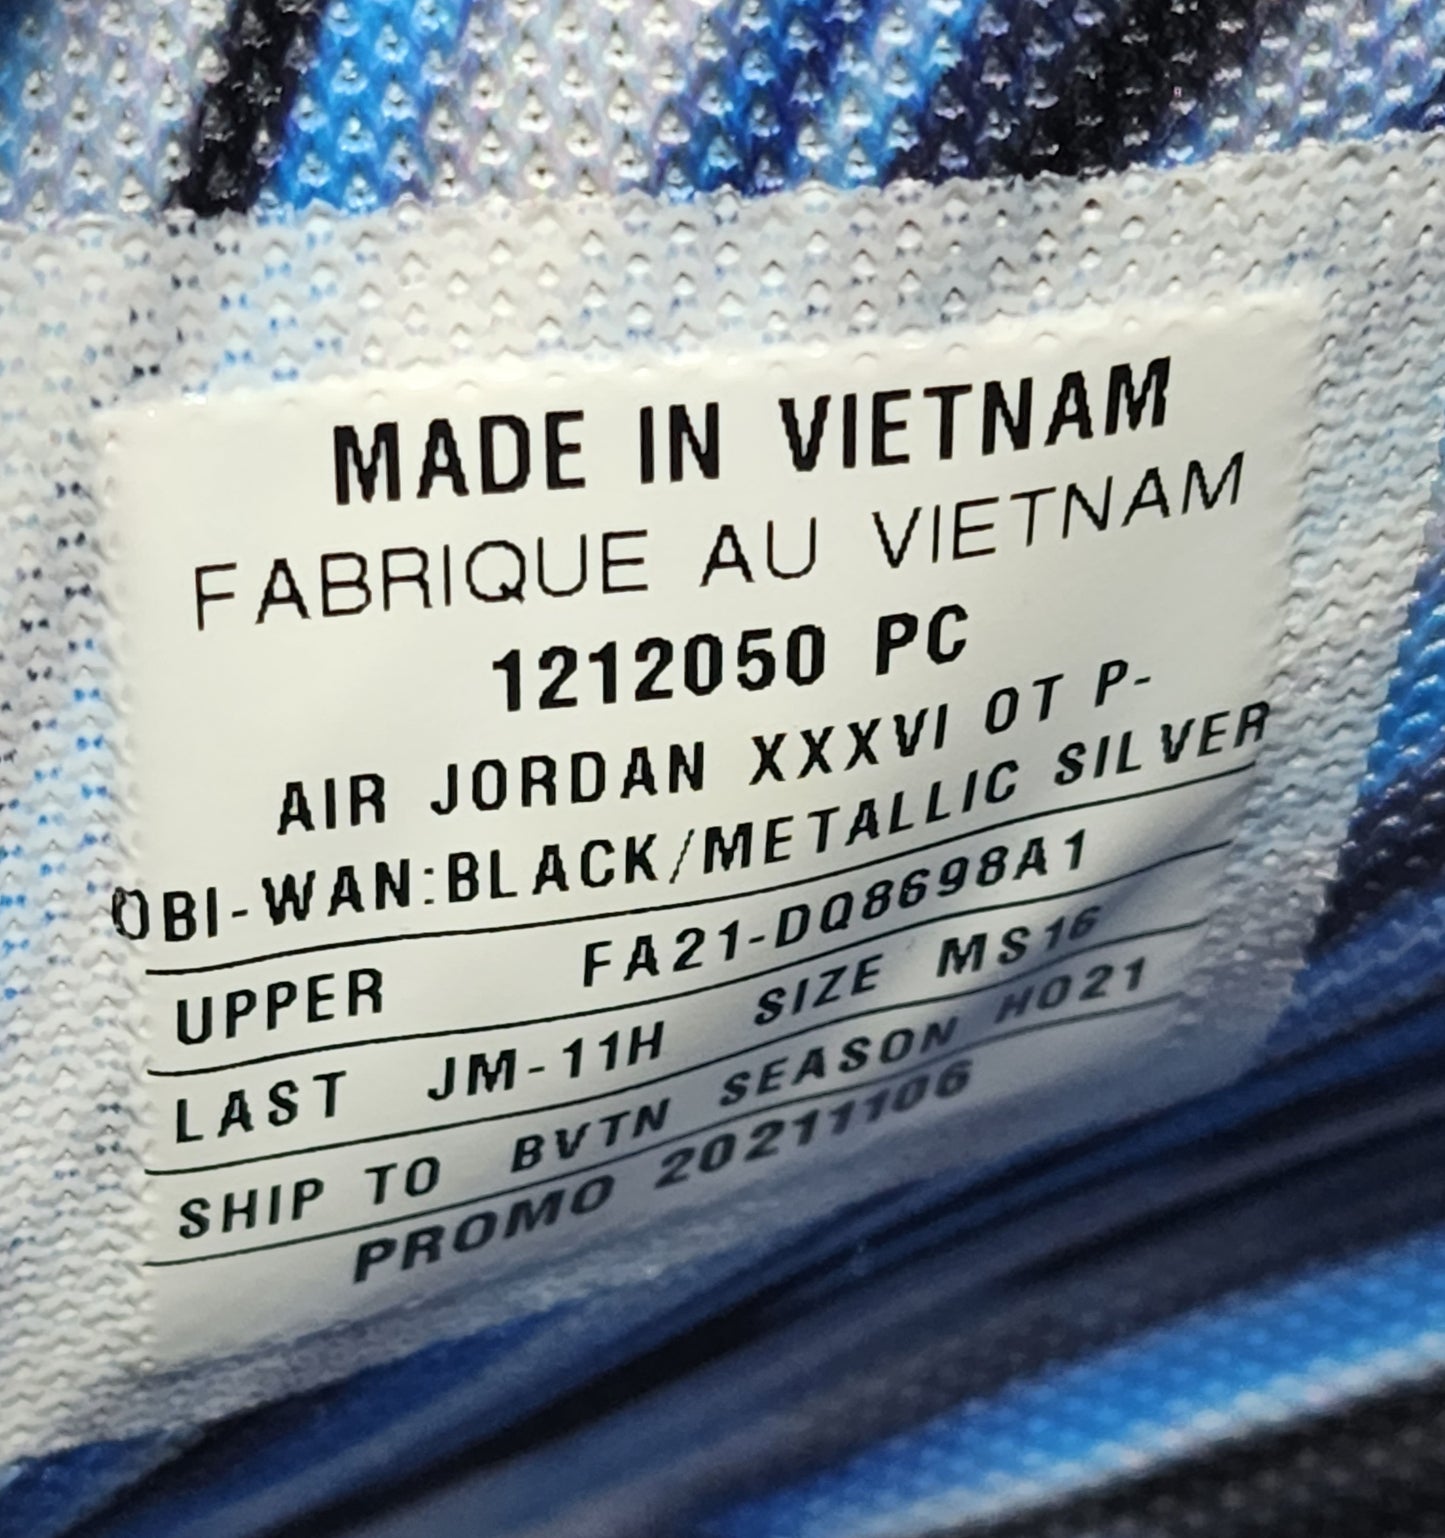 MADE IN VIETNAM
FABRIQUE AU VIETNAM
1212050 PC
AIR JORDAN XXXVI OT P-
OBI-WAN:BLACK/METALLIC SILVER
UPPER FA21-DQ8698A1
LAST JM-11H SIZE MS16
SHIP TO BVTN SEASON HO21
PROMO 20211106